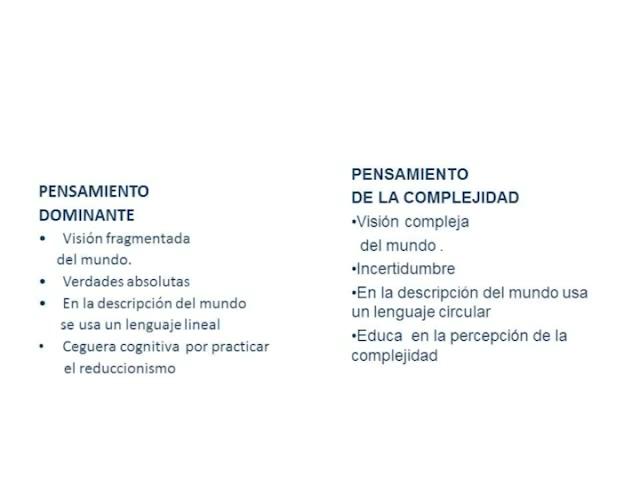 PENSAMIENTO
DOMINANTE
• Visión fragmentada
del mundo.
• Verdades absolutas
• En la descripción del mundo
se usa un lenguaje lineal
• Ceguera cognitiva por practicar
el reduccionismo
PENSAMIENTO
DE LA COMPLEJIDAD
•Visión compleja
del mundo .
•Incertidumbre
•En la descripción del mundo usa
un lenguaje circular
•Educa en la percepción de la
complejidad